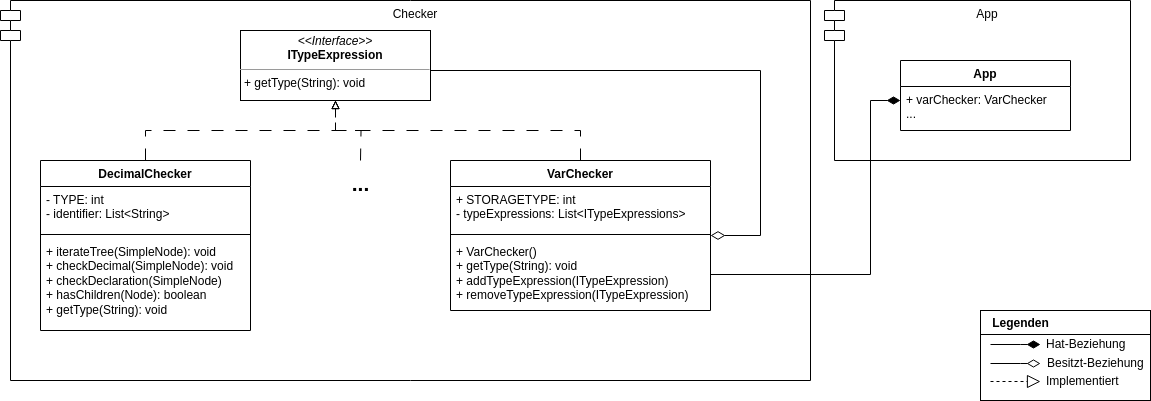 Checker
<<Interface>>
ITypeExpression
+ getType(String): void
DecimalChecker
- TYPE: int
- identifier: List<String>
+ iterateTree(SimpleNode): void
+ checkDecimal(SimpleNode): void
+ checkDeclaration(SimpleNode)
+ hasChildren(Node): boolean
+ getType(String): void
...
VarChecker
+ STORAGETYPE: int
- typeExpressions: List<ITypeExpressions>
+ VarChecker()
+ getType(String): void
+ addTypeExpression(ITypeExpression)
+ removeTypeExpression(ITypeExpression)
App
App
+ varChecker: VarChecker
...
Legenden
Hat-Beziehung
Besitzt-Beziehung
Implementiert